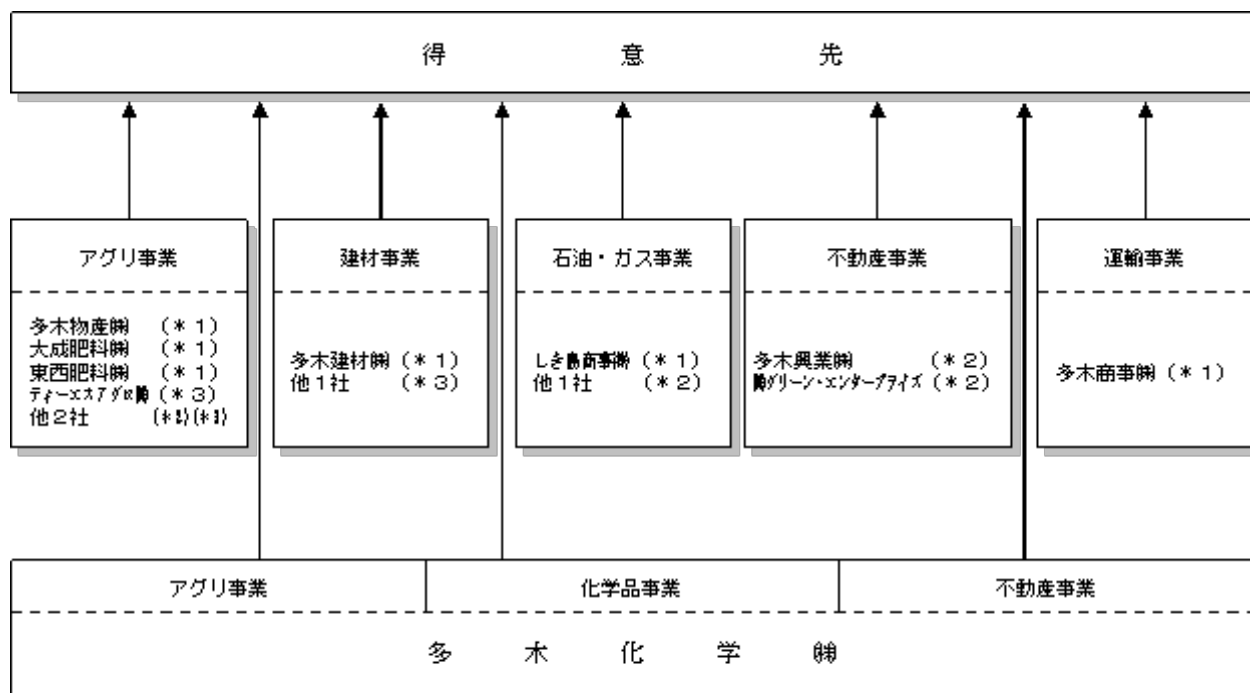 得意先
アグリ事業
多木物産㈱ (＊1)
大成肥料㈱ (＊1)
東西肥料㈱ (＊1)
ティーエスアグロ㈱ (＊3)
他2社
建材事業
多木建材㈱ (＊1)
他1社 (＊3)
石油・ガス事業
しき島商事㈱ (＊1)
他1社 (＊2)
不動産事業
多木興業㈱ (＊2)
㈱グリーン・エンタープライズ (＊2)
運輸事業
多木商事㈱ (＊1)
アグリ事業
化学品事業
不動産事業
多木化学㈱